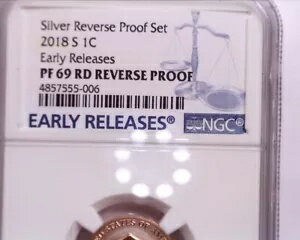 Silver Reverse Proof Set
2018 S 1C
Early Releases
PF 69 RD REVERSE PROOF
4857555-006
EARLY RELEASES® NGC®
STATES OF